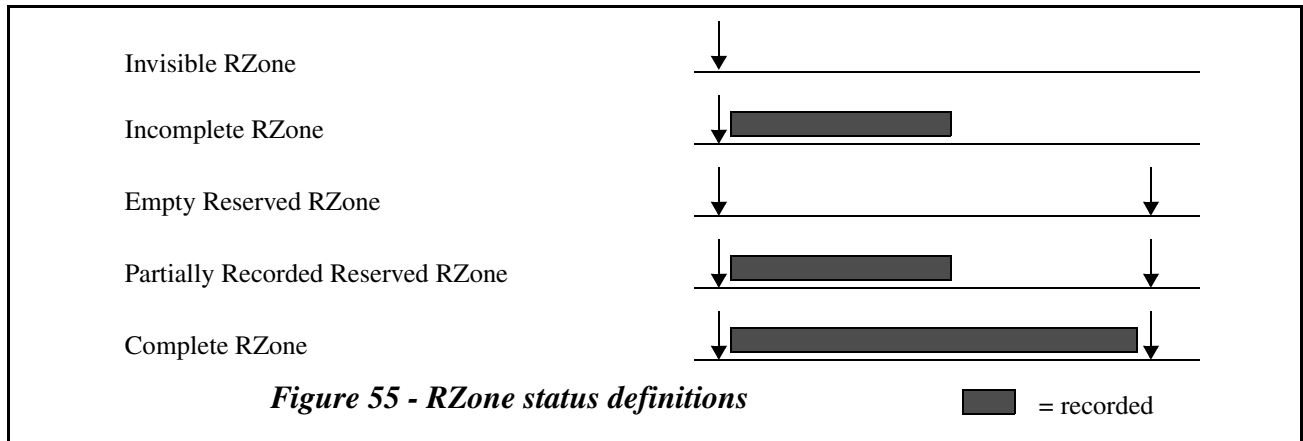 Invisible RZone
Incomplete RZone
Empty Reserved RZone
Partially Recorded Reserved RZone
Complete RZone
Figure 55 - RZone status definitions
= recorded